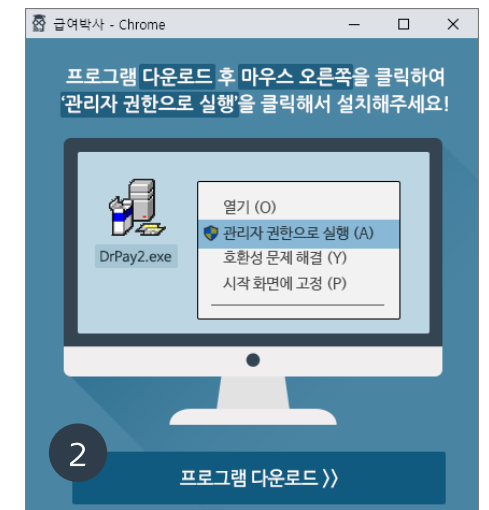 급여박사 - Chrome
프로그램 다운로드 후 마우스 오른쪽을 클릭하여
'관리자 권한으로 실행'을 클릭해서 설치해주세요!
열기 (O)
관리자 권한으로 실행 (A)
호환성 문제 해결 (Y)
시작 화면에 고정 (P)
DrPay2.exe
2
프로그램 다운로드 〉〉